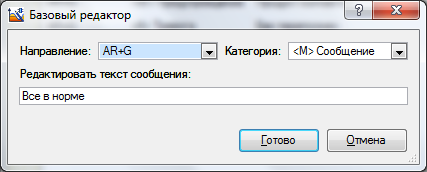 Базовый редактор
Направление: AR+G Категория: <M> Сообщение
Редактировать текст сообщения:
Все в норме
Готово Отмена